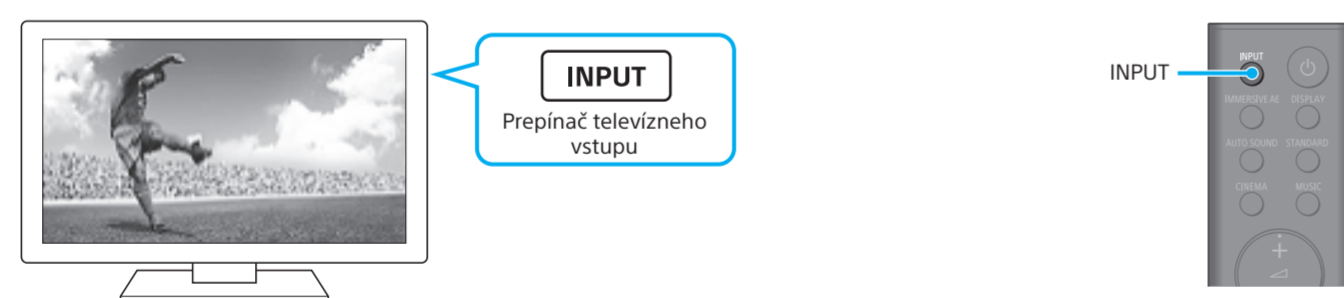 INPUT
Prepínač televízneho
vstupu
INPUT
INPUT
IMMERSIVE AE DISPLAY
AUTO SOUND STANDARD
CINEMA MUSIC